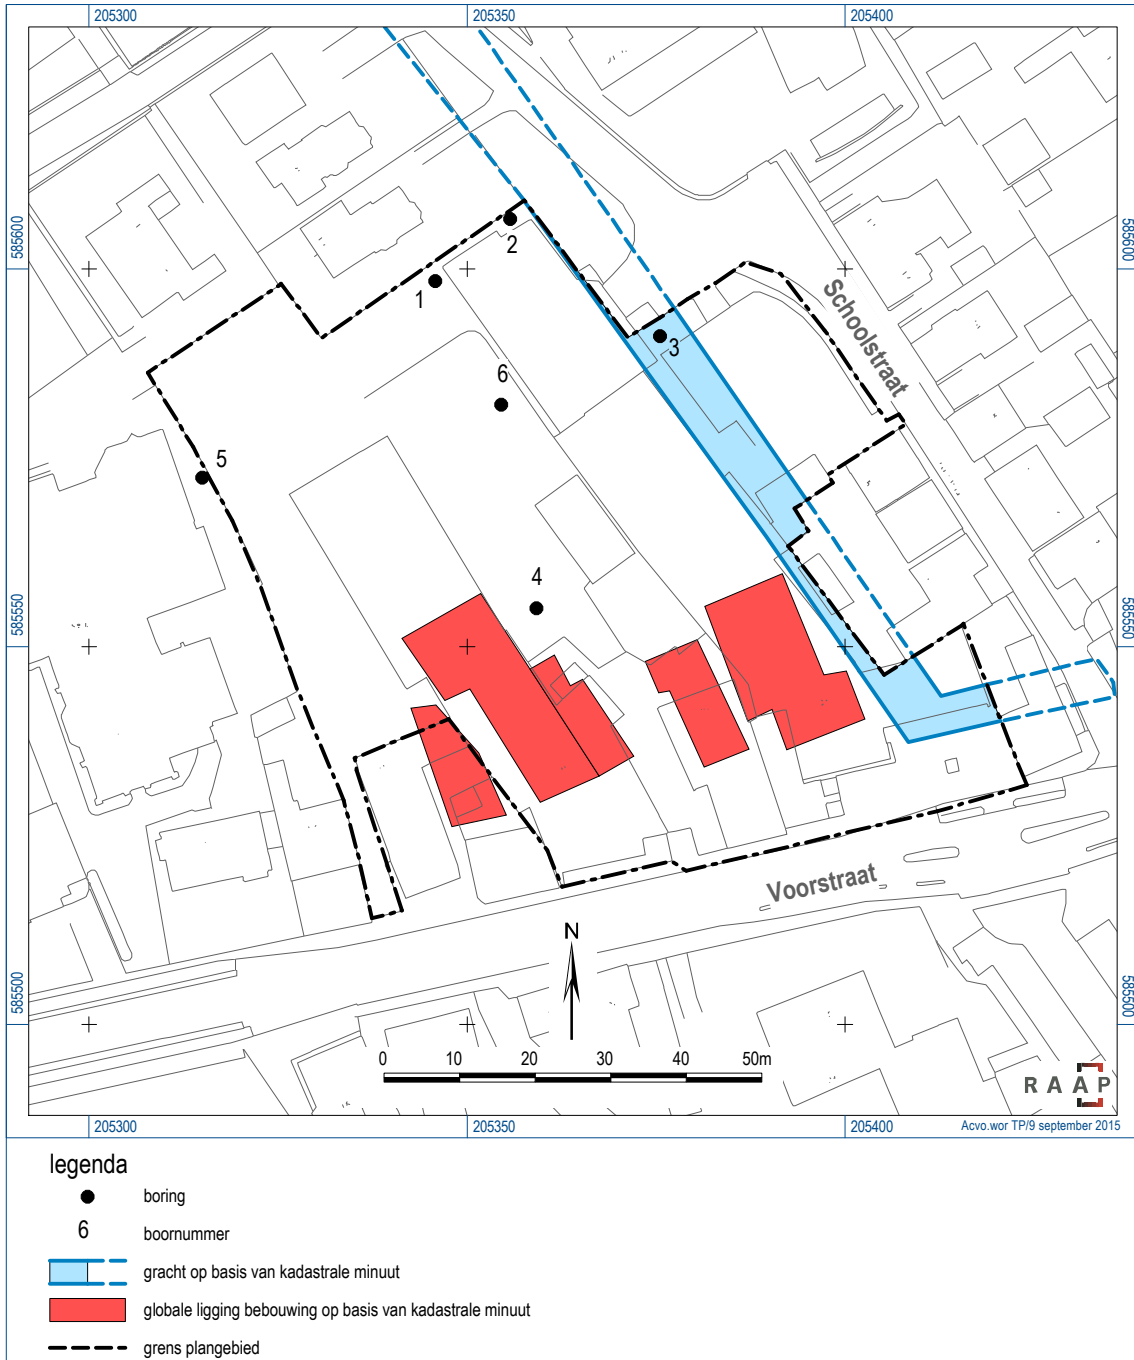 205300
205350
205400
585600
585600
2
1
3
Schoolstraat
6
5
4
585550
585550
Voorstraat
N
585500
585500
0 10 20 30 40 50m
RAAP
205300
205350
205400
Acvo.wor TP/9 september 2015
legenda
boring
6 boornummer
gracht op basis van kadastrale minuut
globale ligging bebouwing op basis van kadastrale minuut
grens plangebied